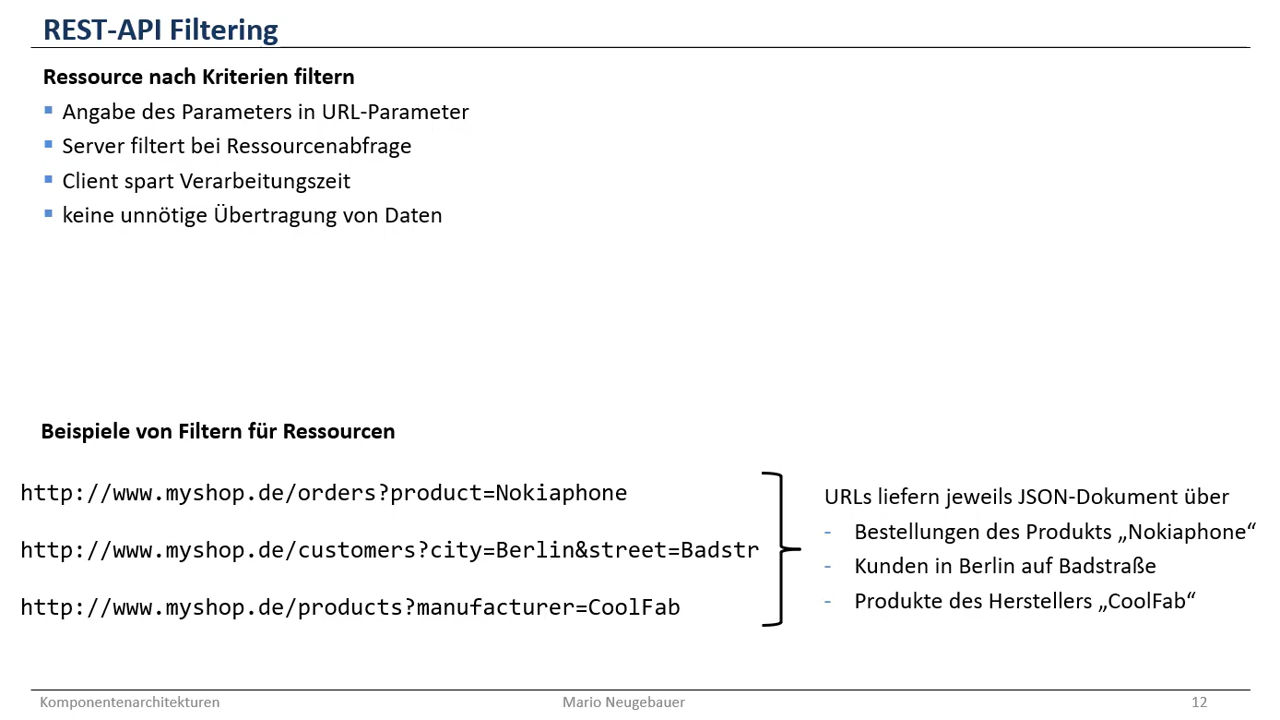 REST-API Filtering
Ressource nach Kriterien filtern
▪ Angabe des Parameters in URL-Parameter
▪ Server filtert bei Ressourcenabfrage
▪ Client spart Verarbeitungszeit
▪ keine unnötige Übertragung von Daten
Beispiele von Filtern für Ressourcen
http://www.myshop.de/orders?product=Nokiaphone
http://www.myshop.de/customers?city=Berlin&street=Badstr
http://www.myshop.de/products?manufacturer=CoolFab
URLs liefern jeweils JSON-Dokument über
- Bestellungen des Produkts „Nokiaphone“
- Kunden in Berlin auf Badstraße
- Produkte des Herstellers „CoolFab“
Komponentenarchitekturen
Mario Neugebauer
12